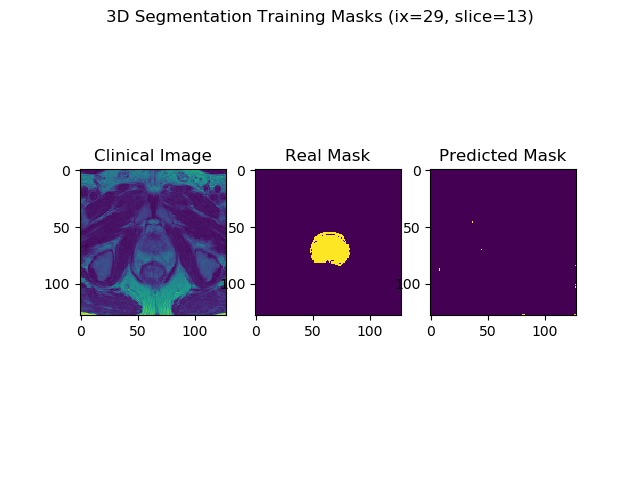 3D Segmentation Training Masks (ix=29, slice=13)
Clinical Image Real Mask Predicted Mask
0 0 0
50 50 50
100 100 100
0 50 100 0 50 100 0 50 100